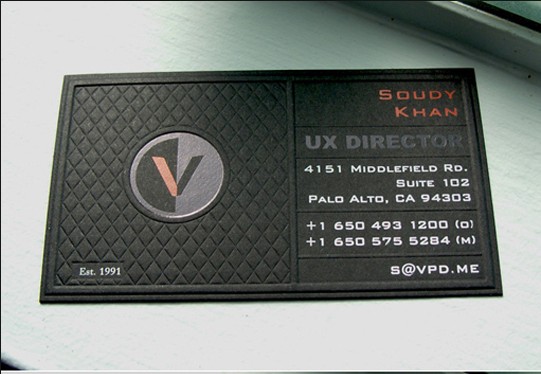 V
Est. 1991
Soudy
Khan
UX DIRECTOR
4151 Middlefield Rd.
Suite 102
Palo Alto, CA 94303
+1 650 493 1200 (O)
+1 650 575 5284 (M)
S@VPD.ME